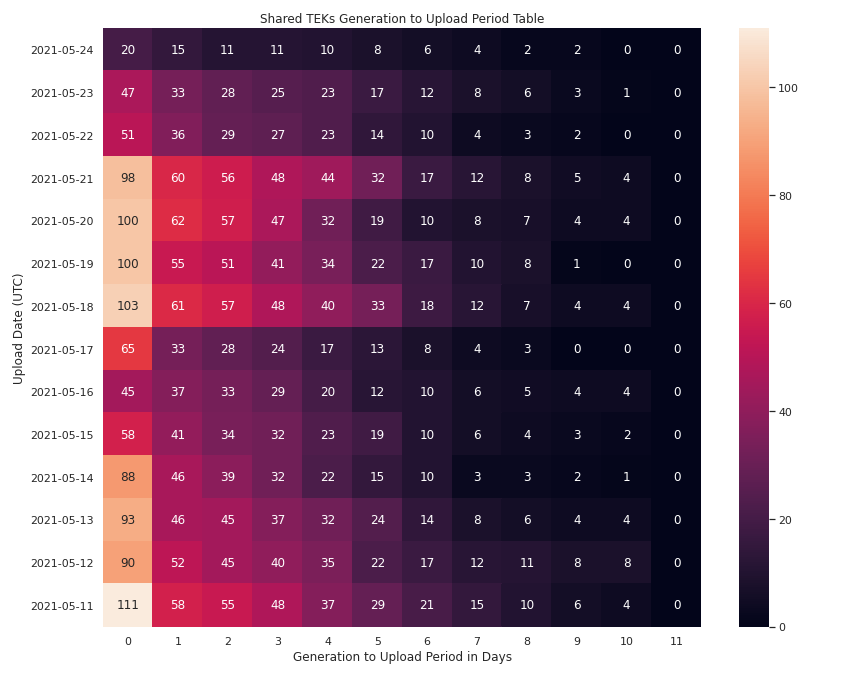 Shared TEKs Generation to Upload Period Table
2021-05-24 20 15 11 11 10 8 6 4 2 2 0 0
2021-05-23 47 33 28 25 23 17 12 8 6 3 1 0
2021-05-22 51 36 29 27 23 14 10 4 3 2 0 0
2021-05-21 98 60 56 48 44 32 17 12 8 5 4 0
2021-05-20 100 62 57 47 32 19 10 8 7 4 4 0
2021-05-19 100 55 51 41 34 22 17 10 8 1 0 0
2021-05-18 103 61 57 48 40 33 18 12 7 4 4 0
2021-05-17 65 33 28 24 17 13 8 4 3 0 0 0
2021-05-16 45 37 33 29 20 12 10 6 5 4 4 0
2021-05-15 58 41 34 32 23 19 10 6 4 3 2 0
2021-05-14 88 46 39 32 22 15 10 3 3 2 1 0
2021-05-13 93 46 45 37 32 24 14 8 6 4 4 0
2021-05-12 90 52 45 40 35 22 17 12 11 8 8 0
2021-05-11 111 58 55 48 37 29 21 15 10 6 4 0
0 1 2 3 4 5 6 7 8 9 10 11
Generation to Upload Period in Days
Upload Date (UTC)
100
80
60
40
20
0